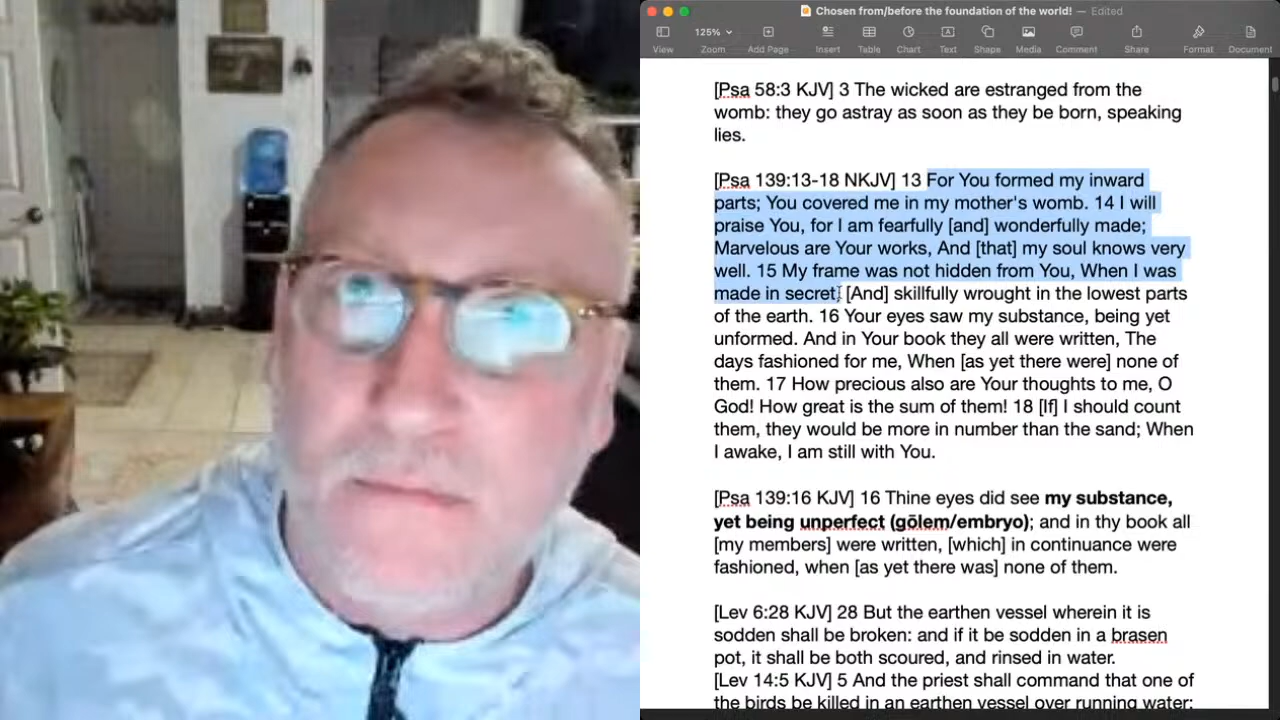 Chosen from/before the foundation of the world! — Edited
125%
View Zoom Add Page Insert Table Chart Text Shape Media Comment Share Format Document
[Psa 58:3 KJV] 3 The wicked are estranged from the
womb: they go astray as soon as they be born, speaking
lies.
[Psa 139:13-18 NKJV] 13 For You formed my inward
parts; You covered me in my mother's womb. 14 I will
praise You, for I am fearfully [and] wonderfully made;
Marvelous are Your works, And [that] my soul knows very
well. 15 My frame was not hidden from You, When I was
made in secret, [And] skillfully wrought in the lowest parts
of the earth. 16 Your eyes saw my substance, being yet
unformed. And in Your book they all were written, The
days fashioned for me, When [as yet there were] none of
them. 17 How precious also are Your thoughts to me, O
God! How great is the sum of them! 18 [If] I should count
them, they would be more in number than the sand; When
I awake, I am still with You.
[Psa 139:16 KJV] 16 Thine eyes did see my substance,
yet being unperfect (gōlem/embryo); and in thy book all
[my members] were written, [which] in continuance were
fashioned, when [as yet there was] none of them.
[Lev 6:28 KJV] 28 But the earthen vessel wherein it is
sodden shall be broken: and if it be sodden in a brasen
pot, it shall be both scoured, and rinsed in water.
[Lev 14:5 KJV] 5 And the priest shall command that one of
the birds be killed in an earthen vessel over running water: